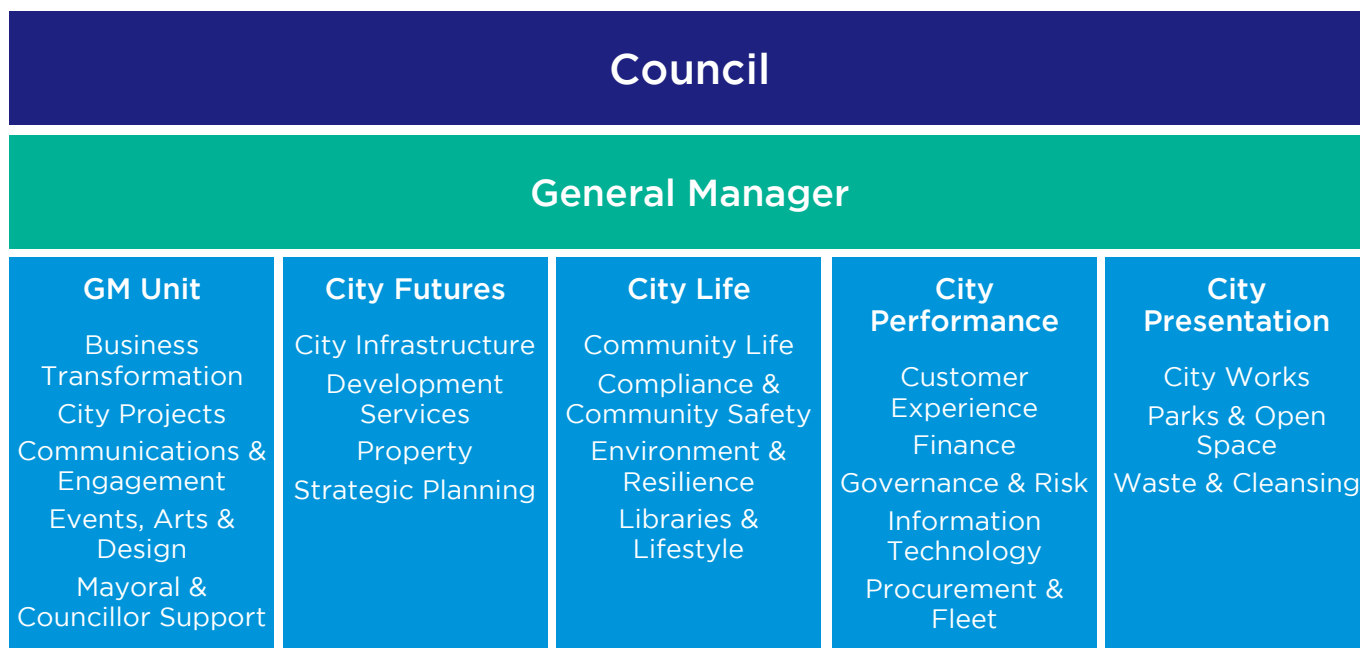 Council
General Manager
GM Unit
Business
Transformation
City Projects
Communications &
Engagement
Events, Arts &
Design
Mayoral &
Councillor Support
City Futures
City Infrastructure
Development
Services
Property
Strategic Planning
City Life
Community Life
Compliance &
Community Safety
Environment &
Resilience
Libraries &
Lifestyle
City
Performance
Customer
Experience
Finance
Governance & Risk
Information
Technology
Procurement &
Fleet
City
Presentation
City Works
Parks & Open
Space
Waste & Cleansing